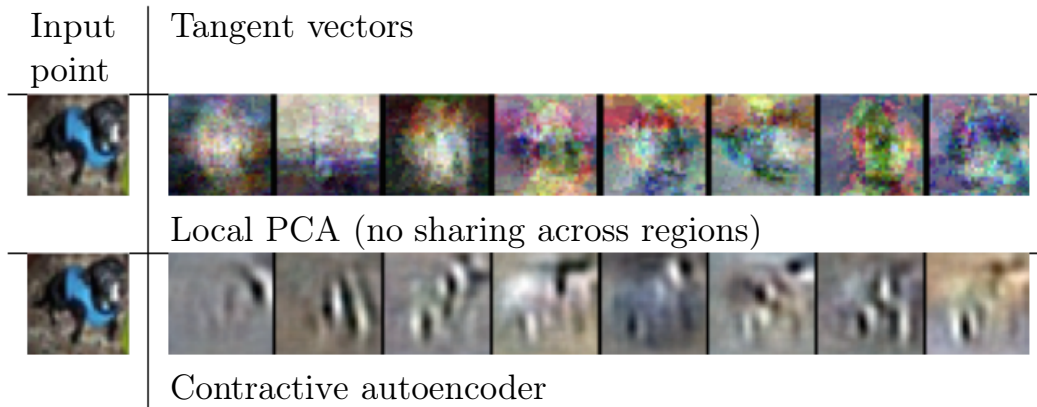 Input
point
Tangent vectors
Local PCA (no sharing across regions)
Contractive autoencoder